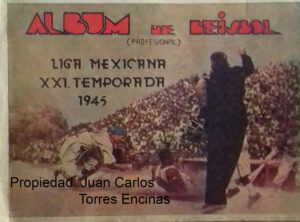 ALBUM DE BEISBOL
(PROFESIONAL)
LIGA MEXICANA
XXI. TEMPORADA
1945
Propiedad: Juan Carlos
Torres Encinas